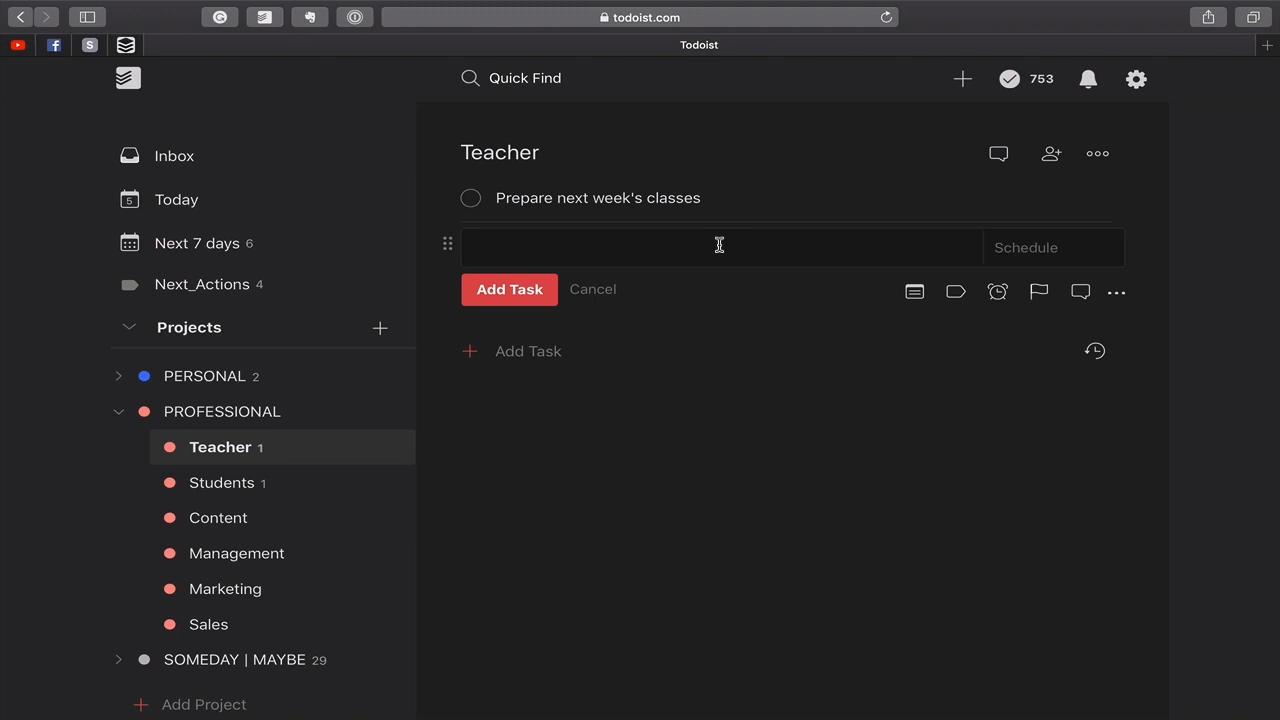 todoist.com
Todoist
Quick Find
753
Inbox
5 Today
Next 7 days 6
Next_Actions 4
Projects
PERSONAL 2
PROFESSIONAL
Teacher 1
Students 1
Content
Management
Marketing
Sales
SOMEDAY | MAYBE 29
Add Project
Teacher
Prepare next week's classes
Schedule
Add Task Cancel
Add Task